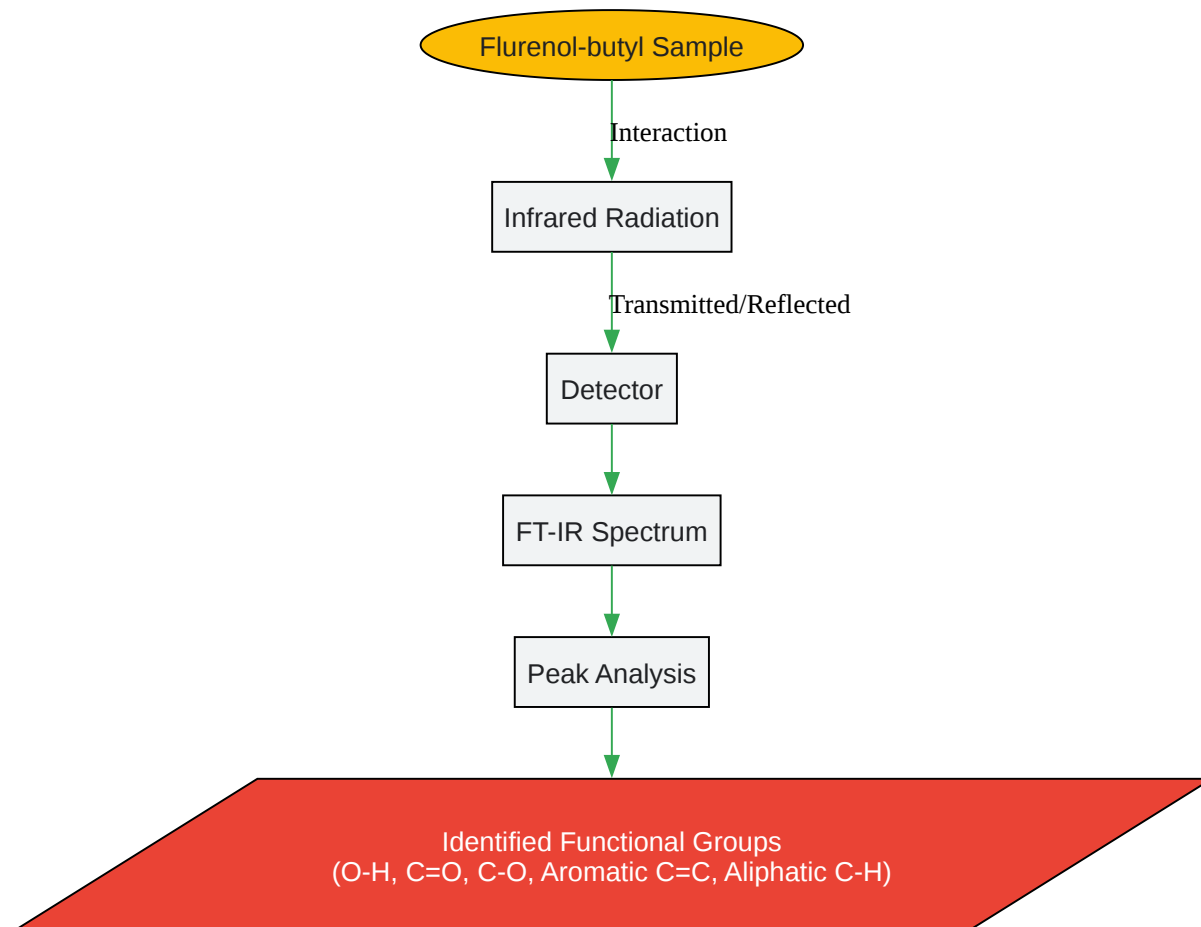 Flurenol-butyl Sample
Interaction
Infrared Radiation
Transmitted/Reflected
Detector
FT-IR Spectrum
Peak Analysis
Identified Functional Groups
(O-H, C=O, C-O, Aromatic C=C, Aliphatic C-H)